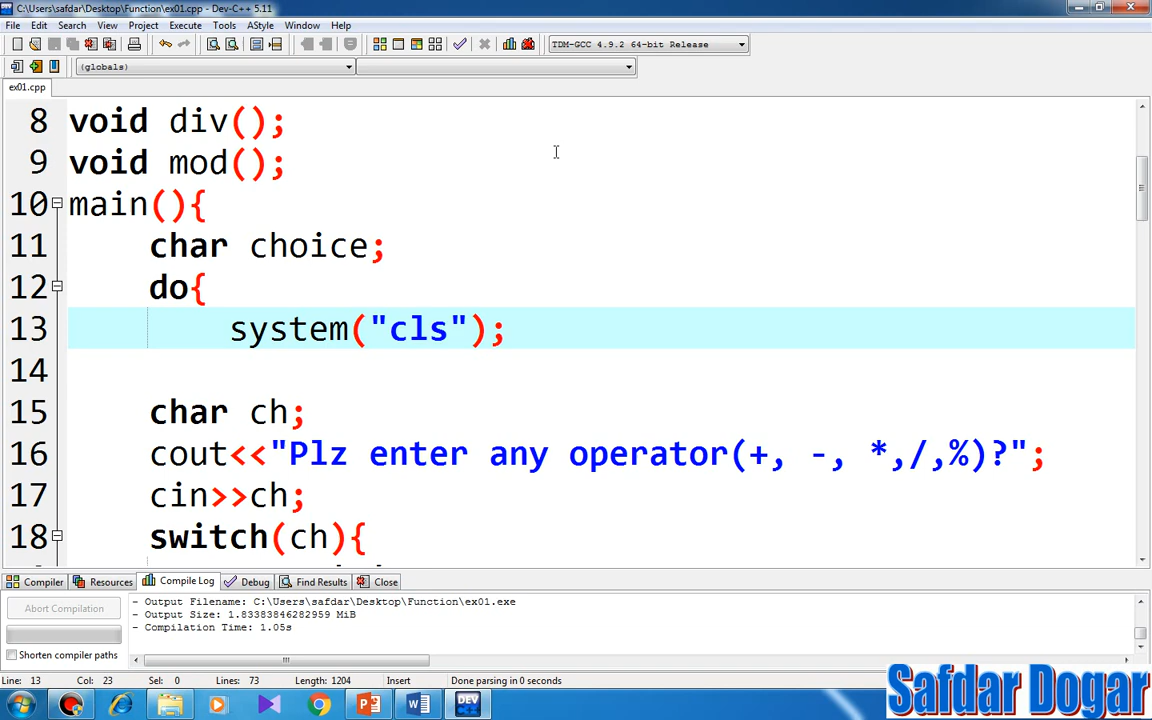 C:\Users\safdar\Desktop\Function\ex01.cpp - Dev-C++ 5.11
File Edit Search View Project Execute Tools AStyle Window Help
TDM-GCC 4.9.2 64-bit Release
(globals)
ex01.cpp
8 void div();
9 void mod();
10 main(){
11 char choice;
12 do{
13 system("cls");
14
15 char ch;
16 cout<<"Plz enter any operator(+, -, *,/,%)?";
17 cin>>ch;
18 switch(ch){
Compiler Resources Compile Log Debug Find Results Close
Abort Compilation
Shorten compiler paths
- Output Filename: C:\Users\safdar\Desktop\Function\ex01.exe
- Output Size: 1.83383846282959 MiB
- Compilation Time: 1.05s
Line: 13 Col: 23 Sel: 0 Lines: 73 Length: 1204 Insert Done parsing in 0 seconds
DEV
Safdar Dogar